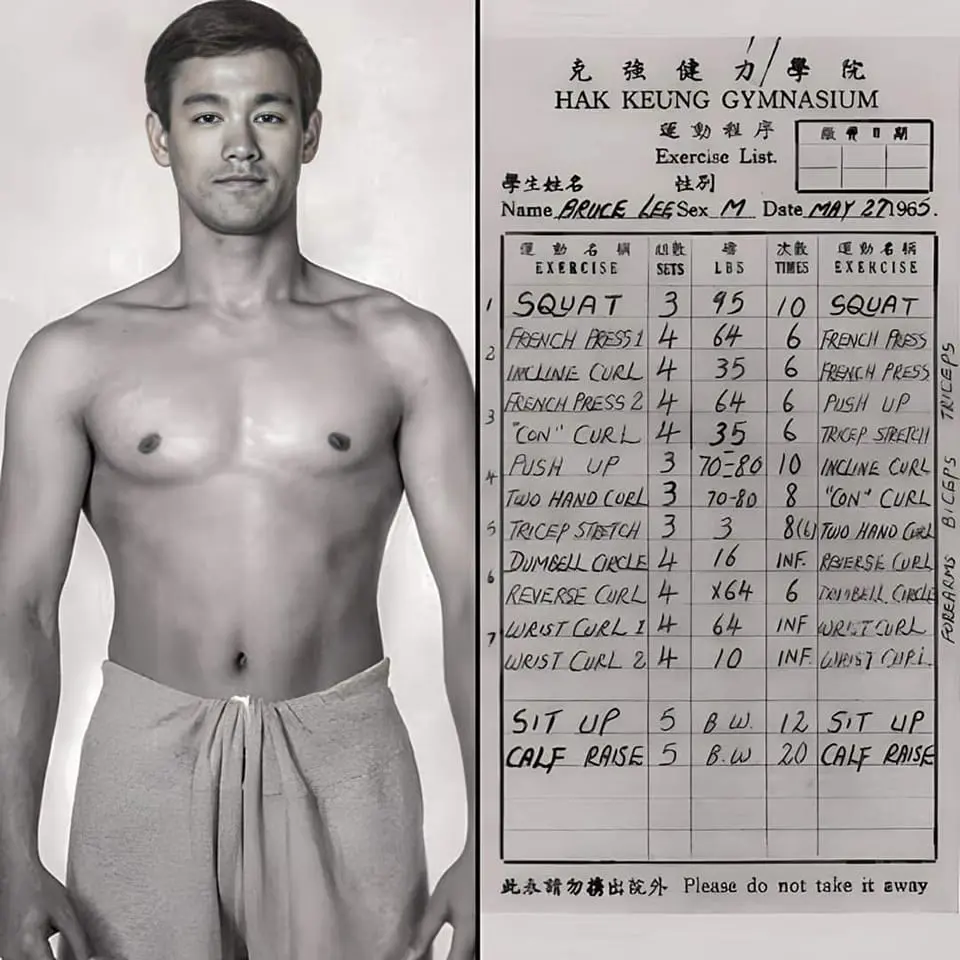 克 強 健 力 學 院
HAK KEUNG GYMNASIUM
運動程序
Exercise List.
繳費日期
學生姓名 性别
Name BRUCE LEE Sex M Date MAY 27 1965.
運動名稱 組數 磅 次數 運動名稱
EXERCISE SETS LBS TIMES EXERCISE
1 SQUAT 3 95 10 SQUAT
FRENCH PRESS 1 4 64 6 FRENCH PRESS
2
INCLINE CURL 4 35 6 FRENCH PRESS
FRENCH PRESS 2 4 64 6 PUSH UP
3
"CON" CURL 4 35 6 TRICEP STRETCH
PUSH UP 3 70-80 10 INCLINE CURL
4
TWO HAND CURL 3 70-80 8 "CON" CURL
5 TRICEP STRETCH 3 3 8(6) TWO HAND CURL
DUMBELL CIRCLE 4 16 INF. REVERSE CURL
6
REVERSE CURL 4 x64 6 DUMBELL CIRCLE
WRIST CURL 1 4 64 INF WRIST CURL
7
WRIST CURL 2 4 10 INF. WRIST CURL
SIT UP 5 B.W. 12 SIT UP
CALF RAISE 5 B.W 20 CALF RAISE
TRICEPS
BICEPS
FOREARMS
此表請勿携出院外 Please do not take it away